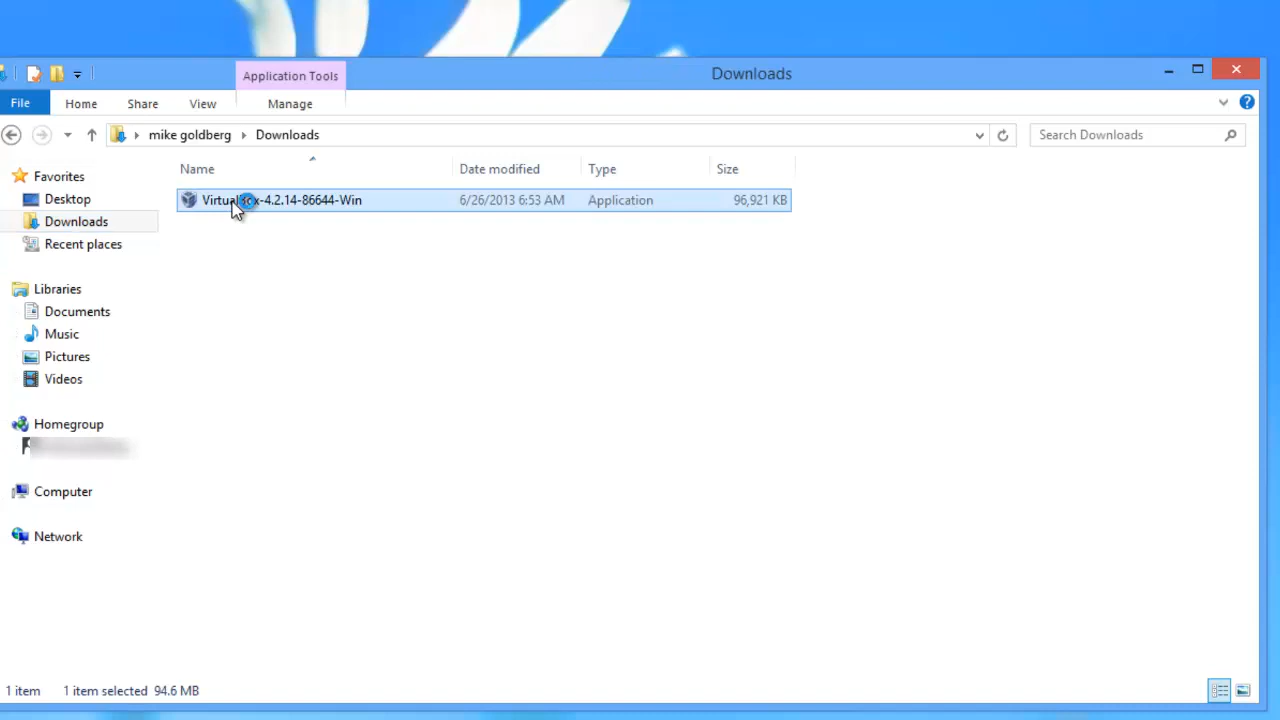 Application Tools
Downloads
File
Home
Share
View
Manage
mike goldberg
Downloads
Search Downloads
Name
Date modified
Type
Size
Favorites
Desktop
Downloads
Recent places
VirtualBox-4.2.14-86644-Win
6/26/2013 6:53 AM
Application
96,921 KB
Libraries
Documents
Music
Pictures
Videos
Homegroup
Computer
Network
1 item
1 item selected 94.6 MB